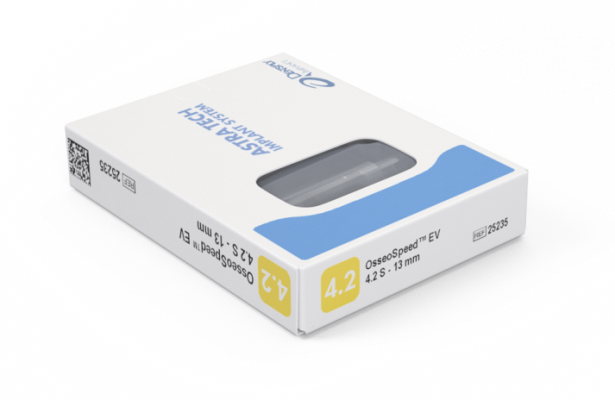 DENTSPLY
IMPLANTS
ASTRA TECH
IMPLANT SYSTEM
4.2
OsseoSpeed™ EV
4.2 S - 13 mm
REF 25235
4.2
OsseoSpeed™ EV
4.2 S - 13 mm
REF 25235